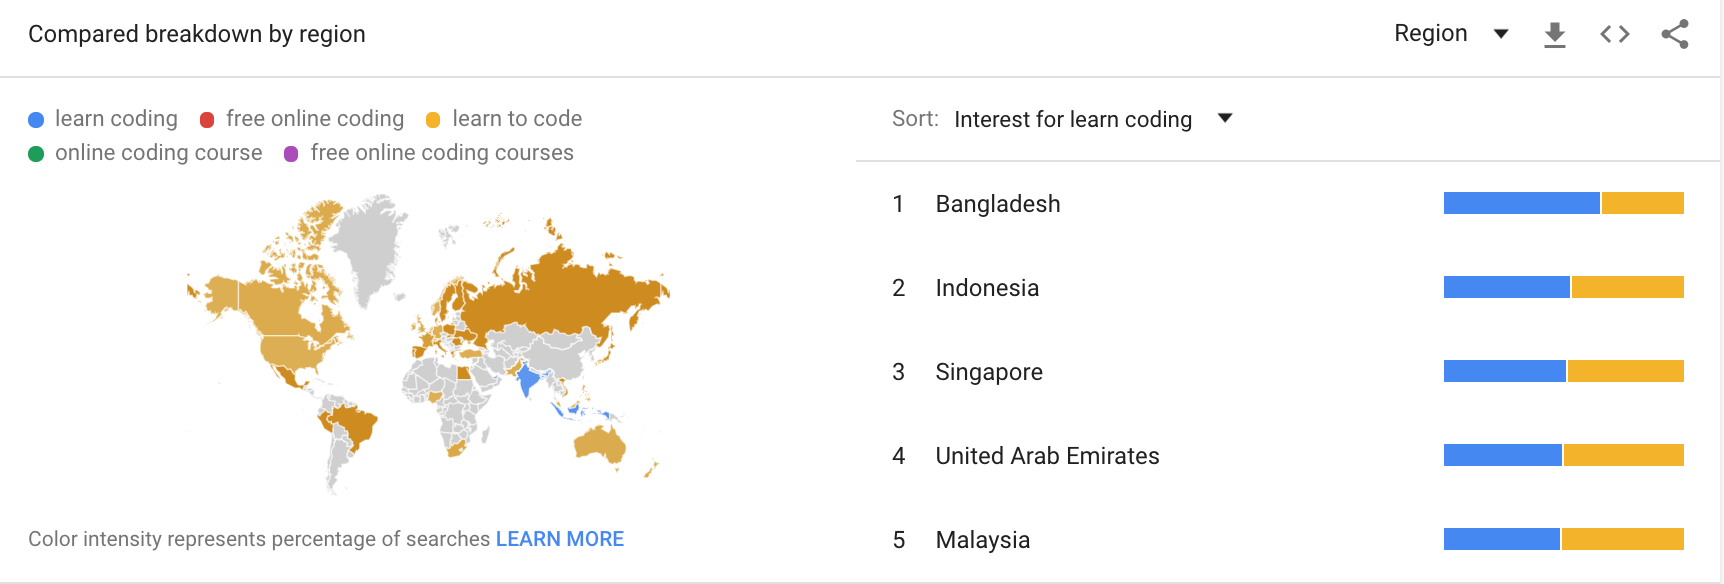 Compared breakdown by region
Region
learn coding free online coding learn to code
online coding course free online coding courses
Color intensity represents percentage of searches LEARN MORE
Sort: Interest for learn coding
1 Bangladesh
2 Indonesia
3 Singapore
4 United Arab Emirates
5 Malaysia